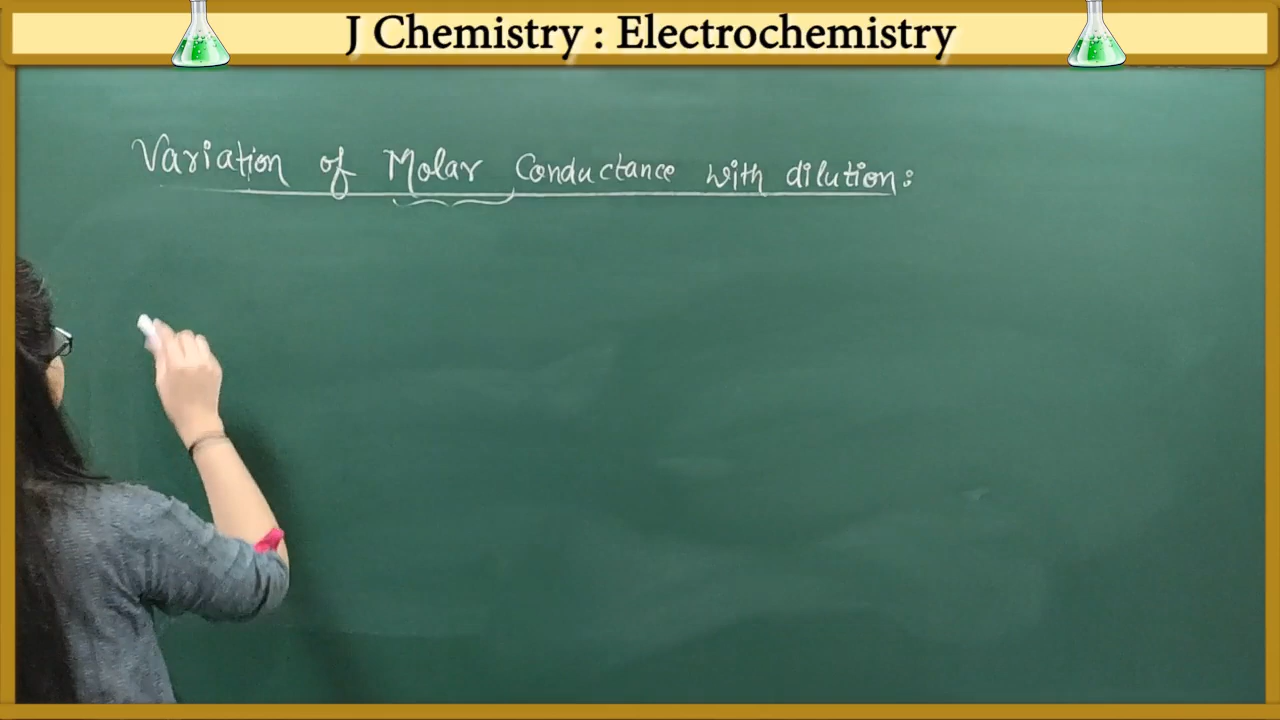 J Chemistry : Electrochemistry
Variation of Molar Conductance with dilution: